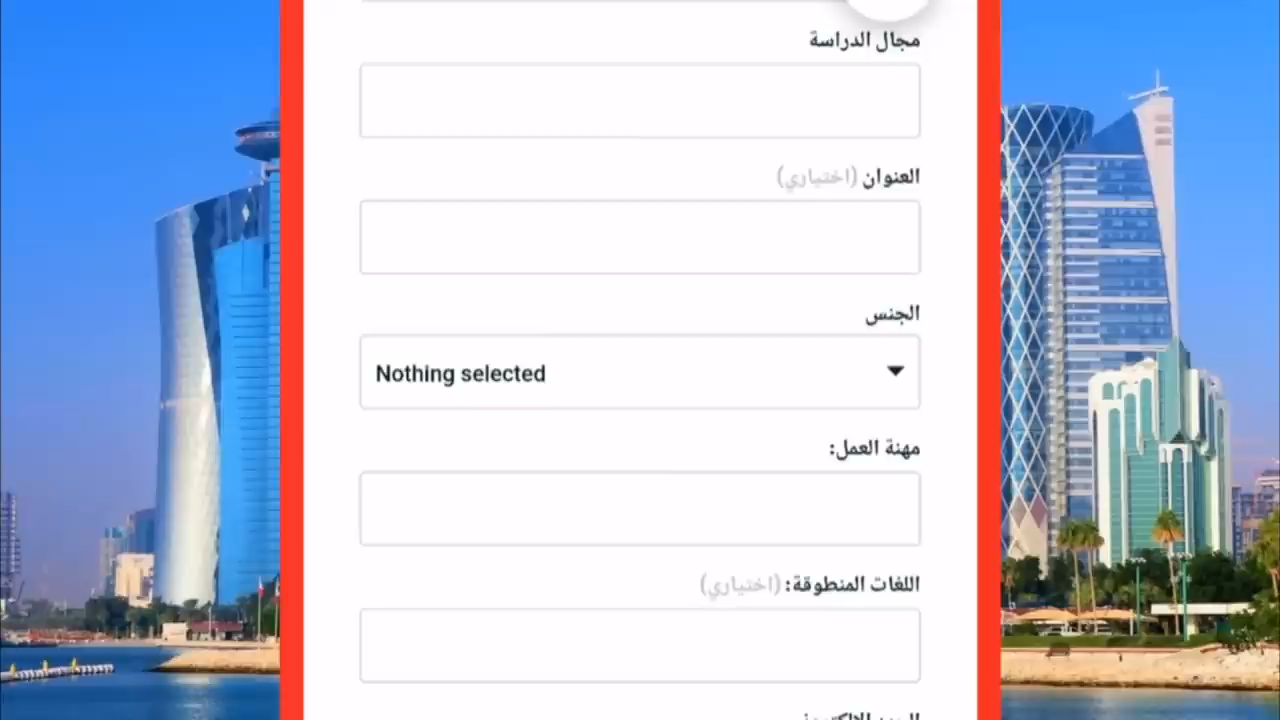 مجال الدراسة
العنوان (اختياري)
الجنس
Nothing selected
مهنة العمل:
اللغات المنطوقة: (اختياري)